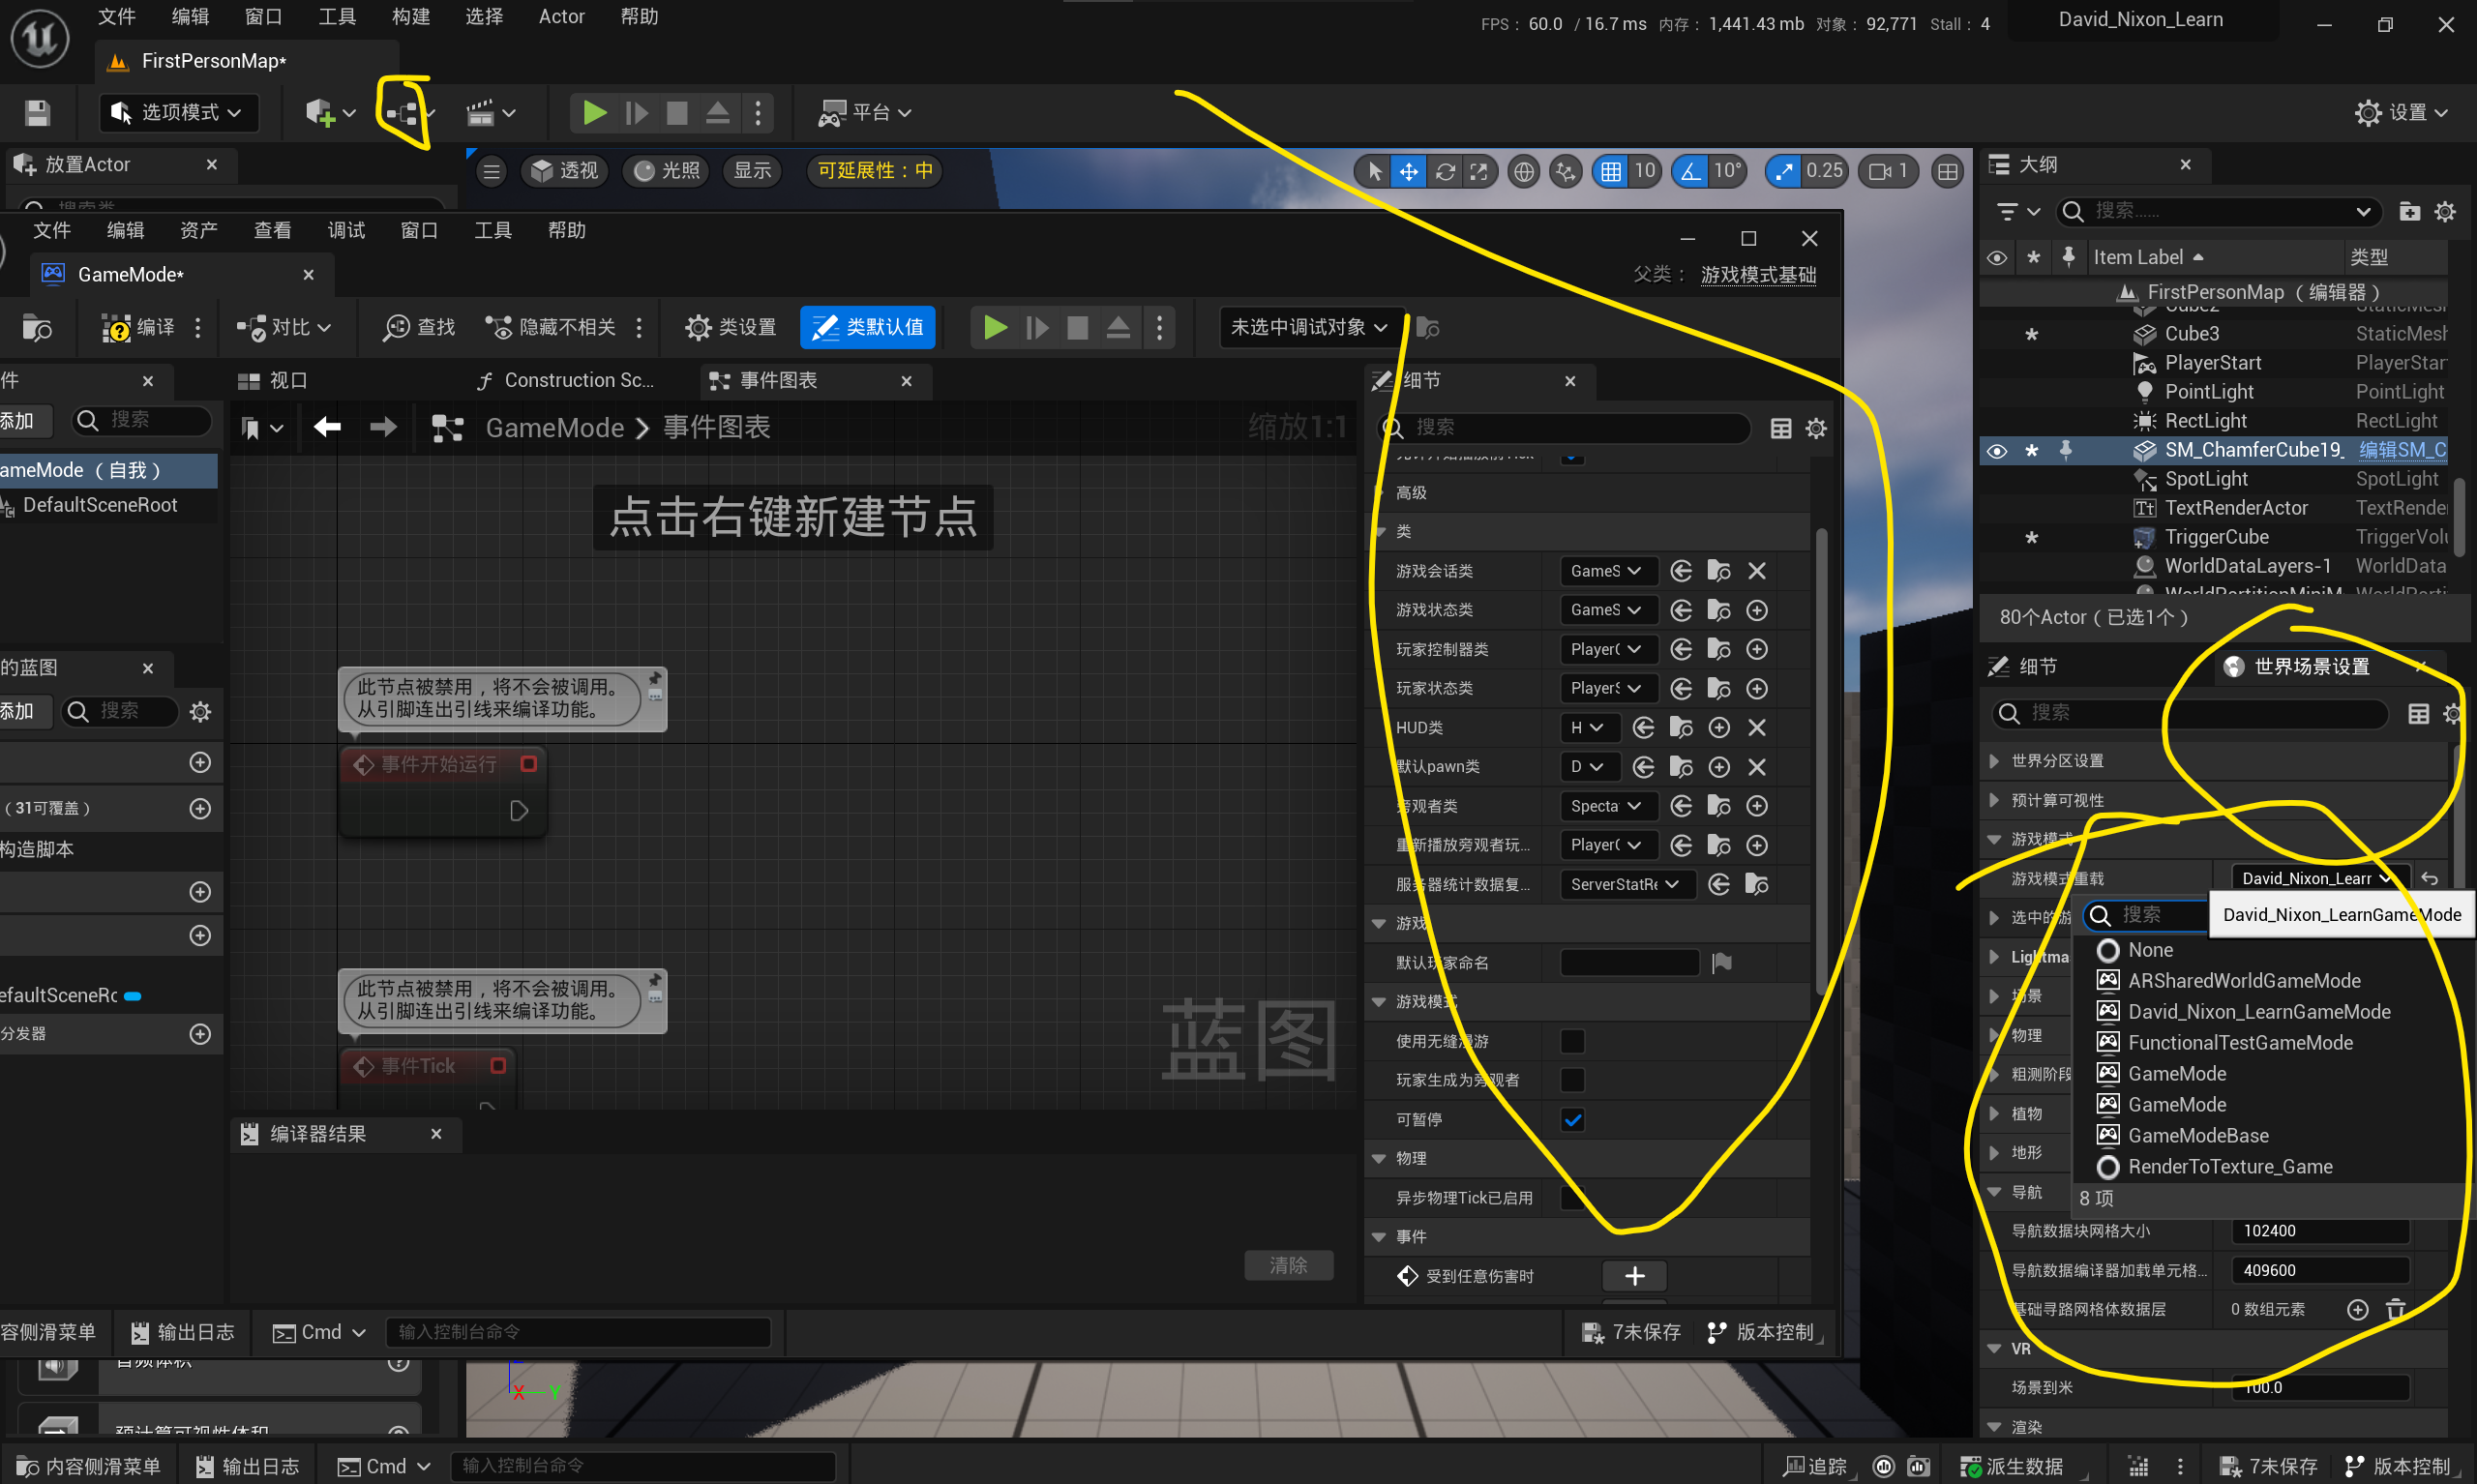 文件 编辑 窗口 工具 构建 选择 Actor 帮助
FPS： 60.0 / 16.7 ms 内存： 1,441.43 mb 对象： 92,771 Stall： 4
David_Nixon_Learn
FirstPersonMap*
选项模式
平台
设置
放置Actor
透视 光照 显示 可延展性：中
10 10° 0.25 1
大纲
搜索......
Item Label 类型
FirstPersonMap （编辑器）
Cube3
PlayerStart
PointLight PointLight
RectLight RectLight
SM_ChamferCube19_ 编辑SM_C
SpotLight SpotLight
TextRenderActor
TriggerCube
WorldDataLayers-1 WorldData
80个Actor（已选1个）
文件 编辑 资产 查看 调试 窗口 工具 帮助
GameMode*
父类： 游戏模式基础
编译 对比 查找 隐藏不相关 类设置 类默认值 未选中调试对象
件
添加 搜索
ameMode （自我）
DefaultSceneRoot
的蓝图
添加 搜索
（31可覆盖）
构造脚本
efaultSceneRc
分发器
视口 Construction Sc... 事件图表
GameMode 事件图表 缩放1:1
点击右键新建节点
此节点被禁用，将不会被调用。
从引脚连出引线来编译功能。
事件开始运行
此节点被禁用，将不会被调用。
从引脚连出引线来编译功能。
事件Tick
蓝图
编译器结果
清除
细节
搜索
高级
类
游戏会话类 GameS
游戏状态类 GameS
玩家控制器类 Player(
玩家状态类 PlayerS
HUD类 H
默认pawn类 D
旁观者类 Specta
重新播放旁观者玩... Player(
服务器统计数据复... ServerStatRe
游戏
默认玩家命名
游戏模式
使用无缝漫游
玩家生成为旁观者
可暂停
物理
异步物理Tick已启用
事件
受到任意伤害时
容侧滑菜单 输出日志 Cmd 输入控制台命令 7未保存 版本控制
细节 世界场景设置
搜索
世界分区设置
预计算可视性
游戏模式
游戏模式重载 David_Nixon_Learr
选中的游
搜索
David_Nixon_LearnGameMode
None
Lightma
ARSharedWorldGameMode
场景
David_Nixon_LearnGameMode
物理
FunctionalTestGameMode
粗测阶段
GameMode
植物
GameMode
GameModeBase
地形
RenderToTexture_Game
导航
8 项
导航数据块网格大小 102400
导航数据编译器加载单元格... 409600
基础寻路网格体数据层 0 数组元素
VR
场景到米 100.0
渲染
X Y
内容侧滑菜单 输出日志 Cmd 输入控制台命令 追踪 派生数据 7未保存 版本控制